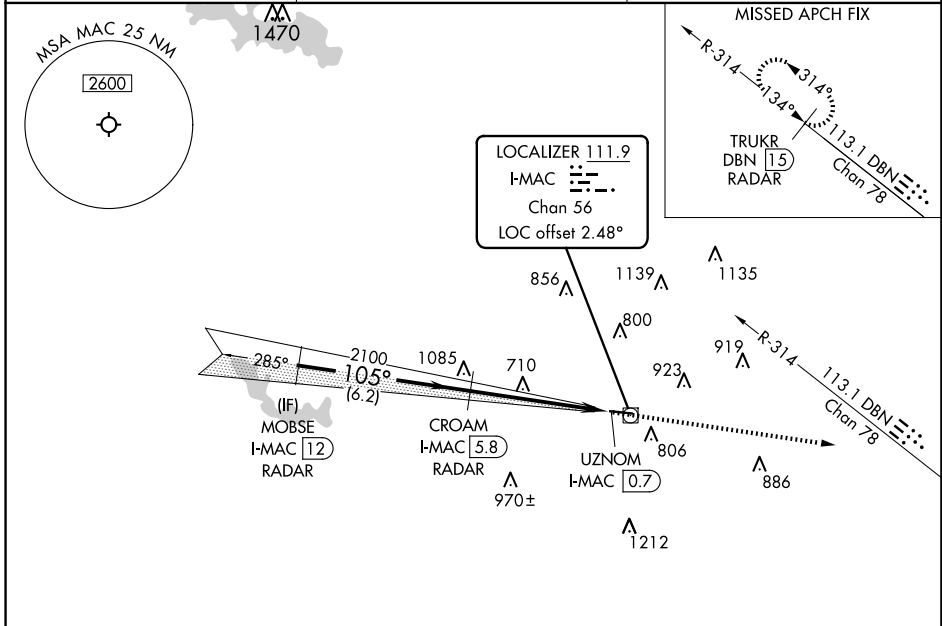 1470
MSA MAC 25 NM
2600
MISSED APCH FIX
R-314
314°
134°
TRUKR
DBN 15
RADAR
113.1 DBN
Chan 78
LOCALIZER 111.9
I-MAC
Chan 56
LOC offset 2.48°
856
1139
1135
800
919
923
R-314
113.1 DBN
Chan 78
285°
2100
105°
(6.2)
1085
710
(IF)
MOBSE
I-MAC 12
RADAR
CROAM
I-MAC 5.8
RADAR
UZNOM
I-MAC 0.7
806
886
970±
1212